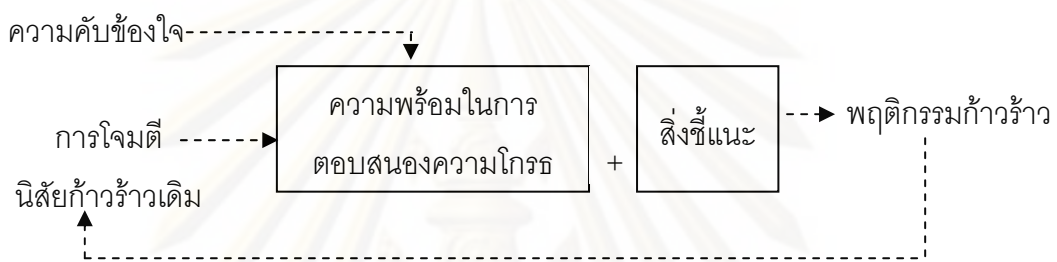 ความคับข้องใจ
ความพร้อมในการ
ตอบสนองความโกรธ
+
สิ่งชี้แนะ
พฤติกรรมก้าวร้าว
การโจมตี
นิสัยก้าวร้าวเดิม